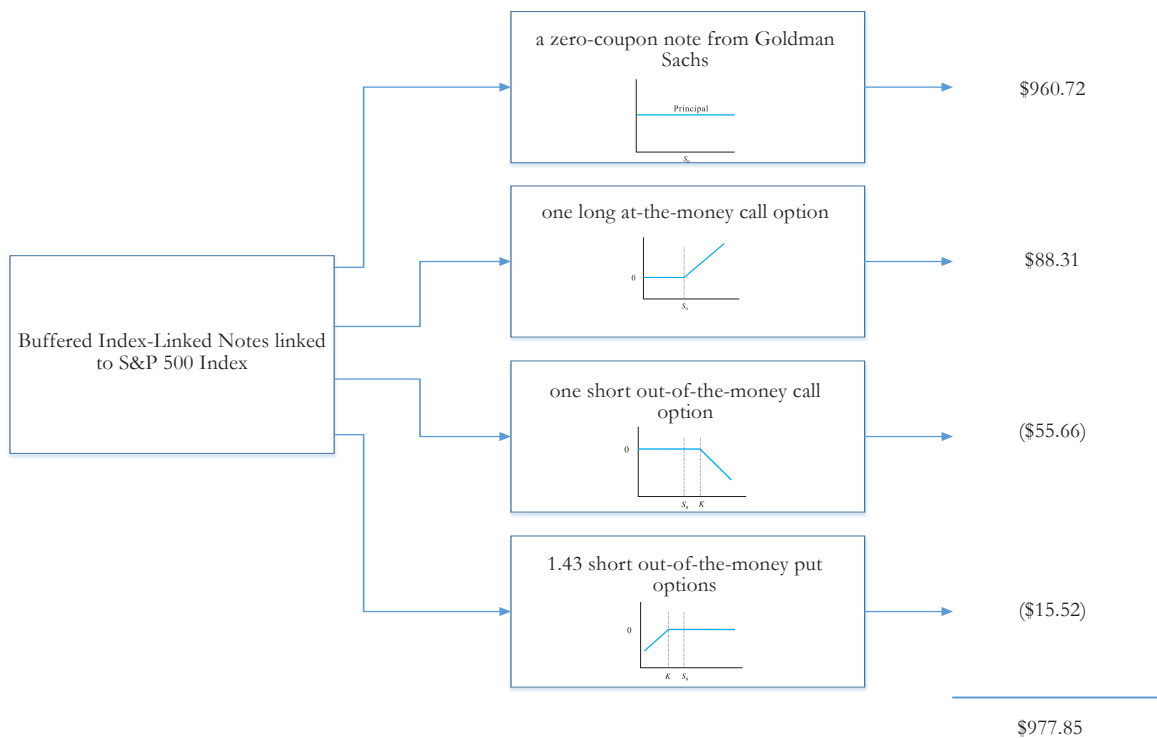 a zero-coupon note from Goldman
Sachs
Principal
S₀
$960.72
one long at-the-money call option
0
S₀
$88.31
Buffered Index-Linked Notes linked
to S&P 500 Index
one short out-of-the-money call
option
0
S₀ K
($55.66)
1.43 short out-of-the-money put
options
0
K S₀
($15.52)
$977.85